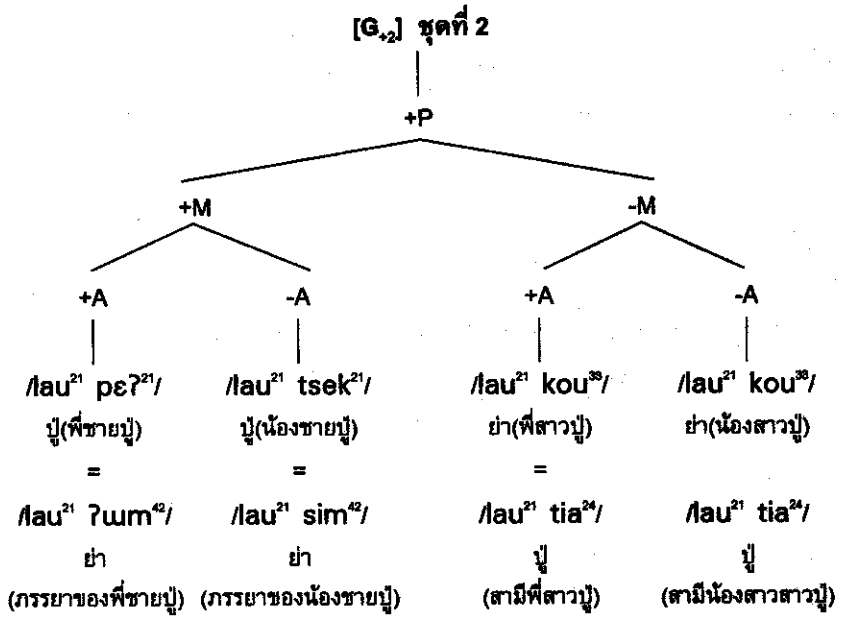 [G₊₂] ชุดที่ 2
+P
+M -M
+A -A +A -A
/lau²¹ pɛʔ²¹/ /lau²¹ tsek²¹/ /lau²¹ kou³³/ /lau²¹ kou³³/
ปู่(พี่ชายปู่) ปู่(น้องชายปู่) ย่า(พี่สาวปู่) ย่า(น้องสาวปู่)
= = =
/lau²¹ ʔɯm⁴²/ /lau²¹ sim⁴²/ /lau²¹ tia²⁴/ /lau²¹ tia²⁴/
ย่า ย่า ปู่ ปู่
(ภรรยาของพี่ชายปู่) (ภรรยาของน้องชายปู่) (สามีพี่สาวปู่) (สามีน้องสาวสาวปู่)